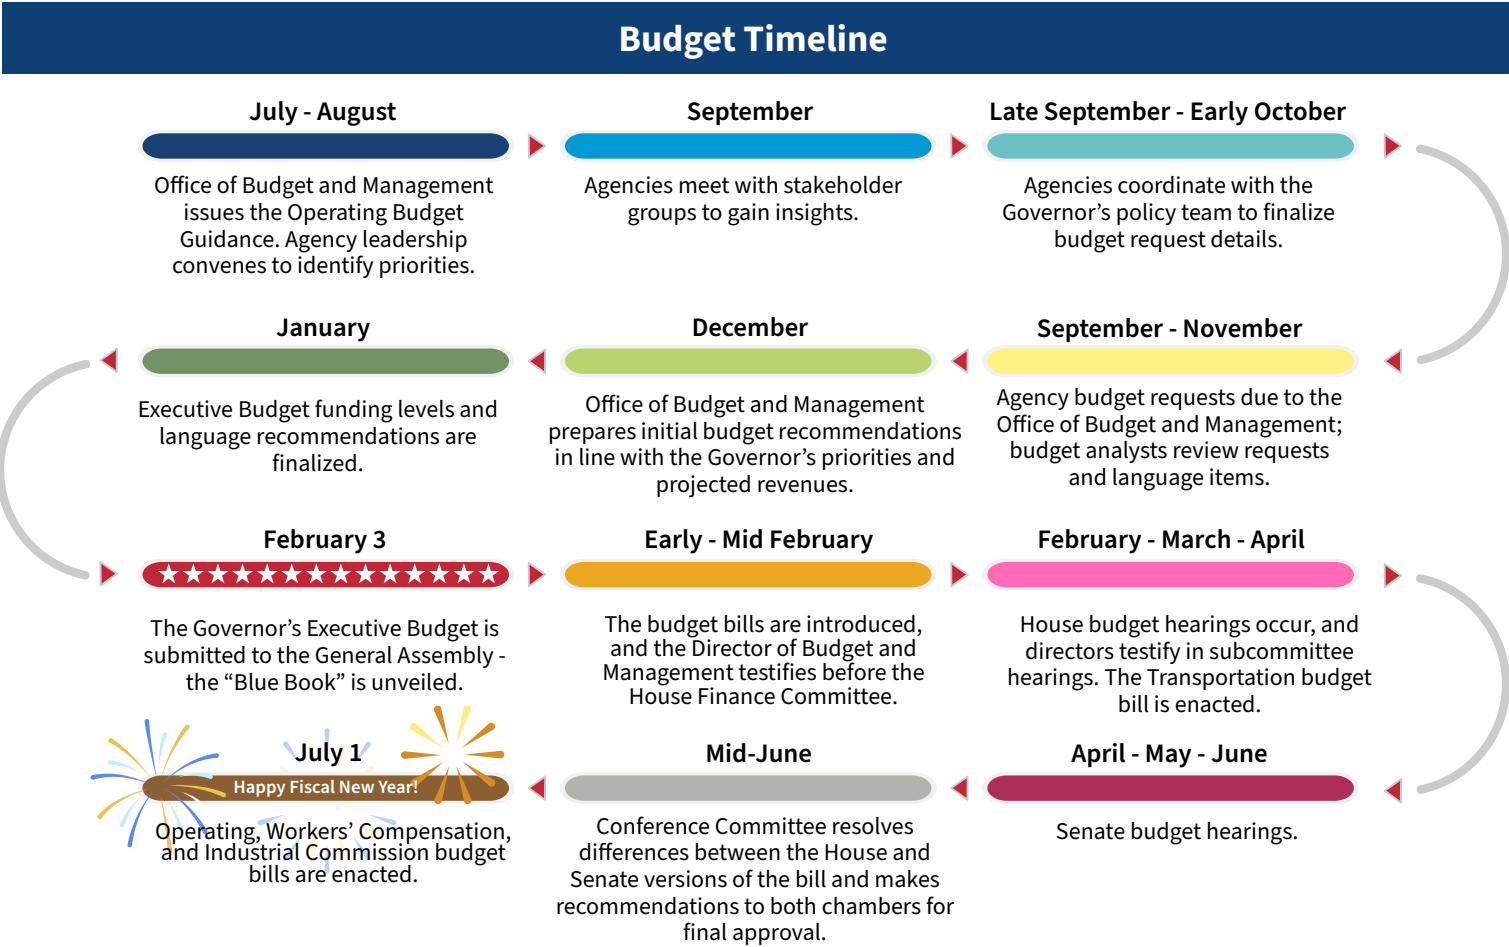 Budget Timeline
July - August
Office of Budget and Management
issues the Operating Budget
Guidance. Agency leadership
convenes to identify priorities.
September
Agencies meet with stakeholder
groups to gain insights.
Late September - Early October
Agencies coordinate with the
Governor’s policy team to finalize
budget request details.
September - November
Agency budget requests due to the
Office of Budget and Management;
budget analysts review requests
and language items.
December
Office of Budget and Management
prepares initial budget recommendations
in line with the Governor’s priorities and
projected revenues.
January
Executive Budget funding levels and
language recommendations are
finalized.
February 3
The Governor’s Executive Budget is
submitted to the General Assembly -
the “Blue Book” is unveiled.
Early - Mid February
The budget bills are introduced,
and the Director of Budget and
Management testifies before the
House Finance Committee.
February - March - April
House budget hearings occur, and
directors testify in subcommittee
hearings. The Transportation budget
bill is enacted.
April - May - June
Senate budget hearings.
Mid-June
Conference Committee resolves
differences between the House and
Senate versions of the bill and makes
recommendations to both chambers for
final approval.
July 1
Happy Fiscal New Year!
Operating, Workers’ Compensation,
and Industrial Commission budget
bills are enacted.